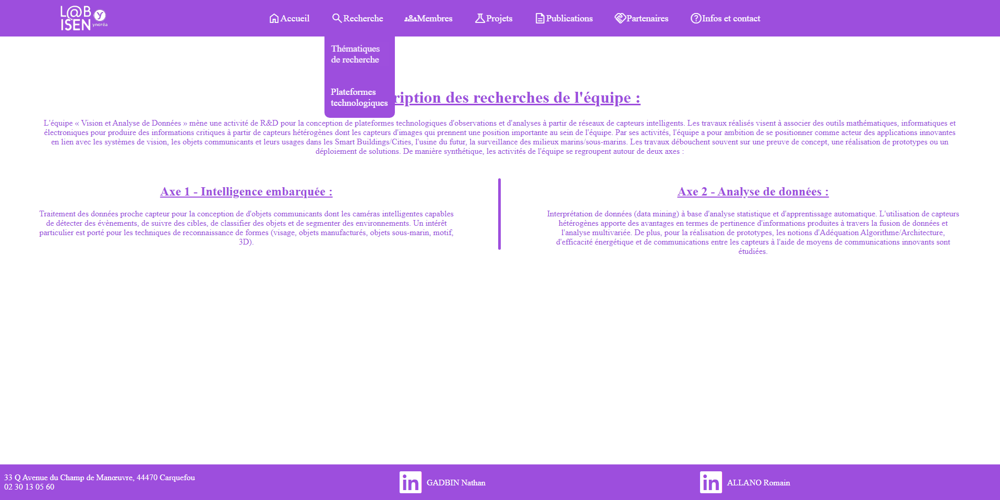 L@B
ISEN yncréa
Accueil
Recherche
Membres
Projets
Publications
Partenaires
Infos et contact
Thématiques
de recherche
Plateformes
technologiques
ription des recherches de l'équipe :
L'équipe « Vision et Analyse de Données » mène une activité de R&D pour la conception de plateformes technologiques d'observations et d'analyses à partir de réseaux de capteurs intelligents. Les travaux réalisés visent à associer des outils mathématiques, informatiques et
électroniques pour produire des informations critiques à partir de capteurs hétérogènes dont les capteurs d'images qui prennent une position importante au sein de l'équipe. Par ses activités, l'équipe a pour ambition de se positionner comme acteur des applications innovantes
en lien avec les systèmes de vision, les objets communicants et leurs usages dans les Smart Buildings/Cities, l'usine du futur, la surveillance des milieux marins/sous-marins. Les travaux débouchent souvent sur une preuve de concept, une réalisation de prototypes ou un
déploiement de solutions. De manière synthétique, les activités de l'équipe se regroupent autour de deux axes :
Axe 1 - Intelligence embarquée :
Traitement des données proche capteur pour la conception de d'objets communicants dont les caméras intelligentes capables
de détecter des évènements, de suivre des cibles, de classifier des objets et de segmenter des environnements. Un intérêt
particulier est porté pour les techniques de reconnaissance de formes (visage, objets manufacturés, objets sous-marin, motif,
3D).
Axe 2 - Analyse de données :
Interprétation de données (data mining) à base d'analyse statistique et d'apprentissage automatique. L'utilisation de capteurs
hétérogènes apporte des avantages en termes de pertinence d'informations produites à travers la fusion de données et
l'analyse multivariée. De plus, pour la réalisation de prototypes, les notions d'Adéquation Algorithme/Architecture,
d'efficacité énergétique et de communications entre les capteurs à l'aide de moyens de communications innovants sont
étudiées.
33 Q Avenue du Champ de Manœuvre, 44470 Carquefou
02 30 13 05 60
in GADBIN Nathan
in ALLANO Romain